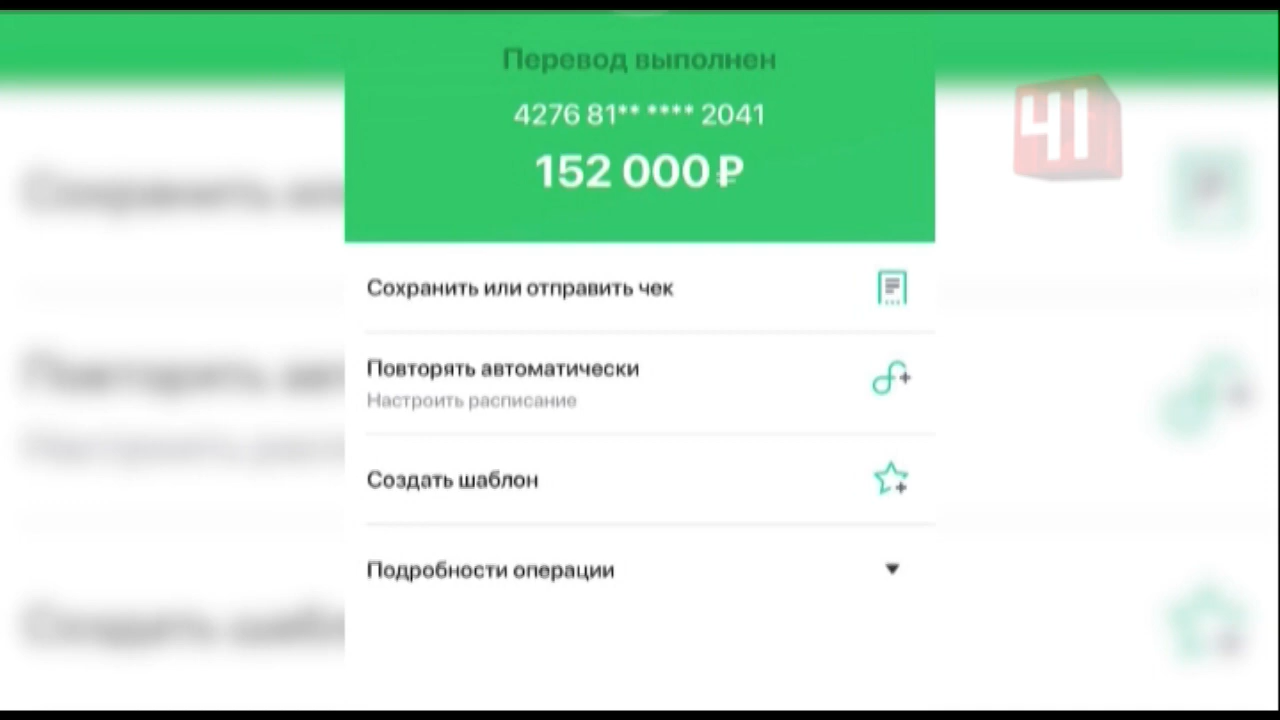 Перевод выполнен
4276 81** **** 2041
152 000 ₽
41
Сохранить или отправить чек
Повторять автоматически
Настроить расписание
Создать шаблон
Подробности операции